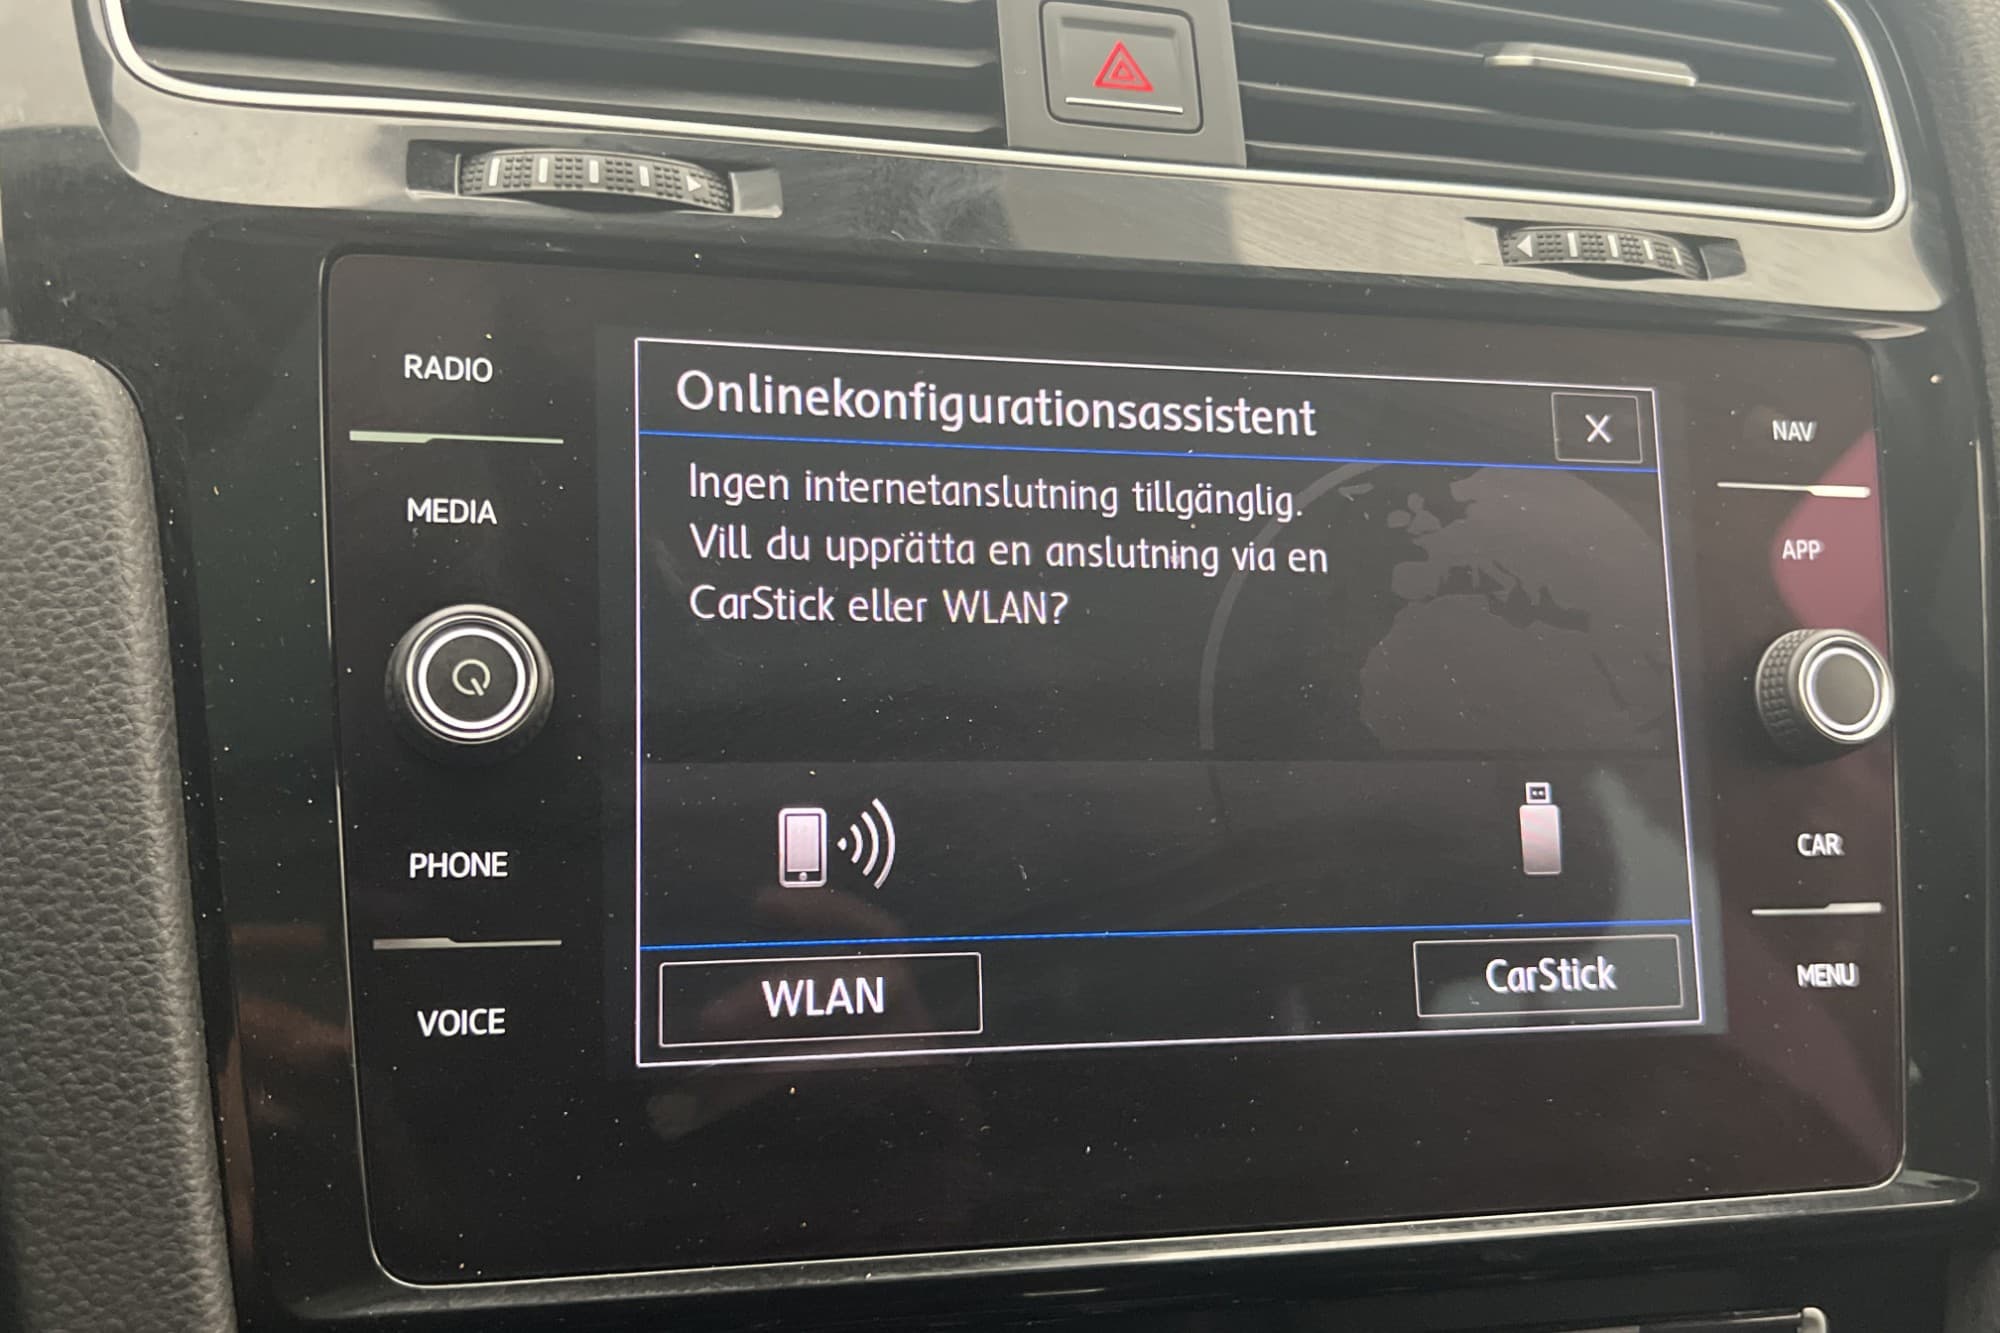 RADIO
MEDIA
PHONE
VOICE
Onlinekonfigurationsassistent
X
Ingen internetanslutning tillgänglig.
Vill du upprätta en anslutning via en
CarStick eller WLAN?
WLAN
CarStick
NAV
APP
CAR
MENU